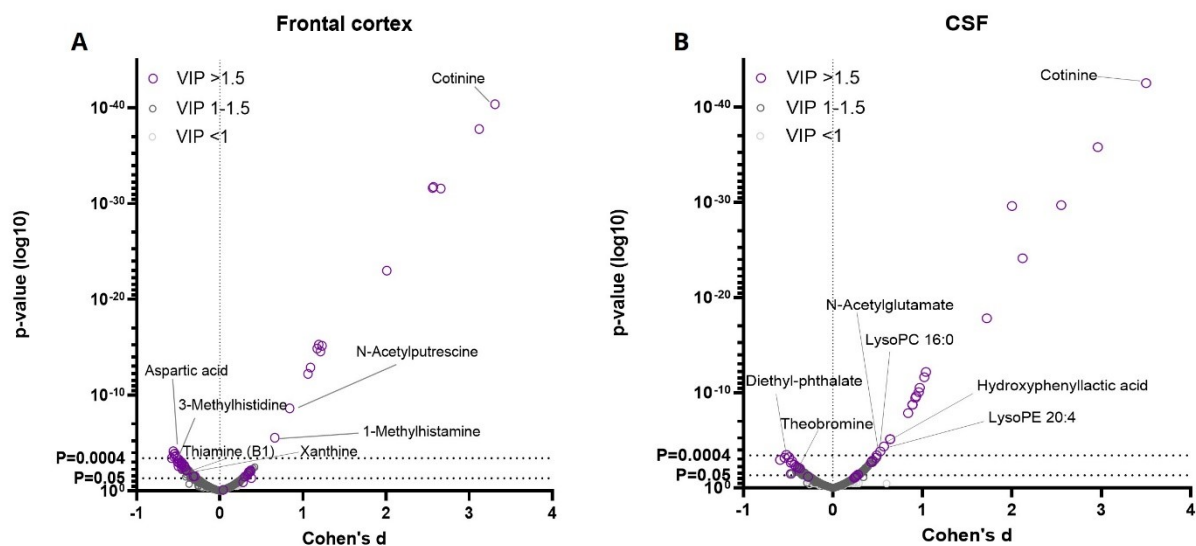 Frontal cortex
A
VIP >1.5
VIP 1-1.5
VIP <1
Cotinine
10-40
10-30
10-20
10-10
P=0.0004
P=0.05
100
p-value (log10)
N-Acetylputrescine
Aspartic acid
3-Methylhistidine
1-Methylhistamine
Thiamine (B1)
Xanthine
-1 0 1 2 3 4
Cohen's d
CSF
B
VIP >1.5
VIP 1-1.5
VIP <1
Cotinine
10-40
10-30
10-20
10-10
P=0.0004
P=0.05
100
p-value (log10)
N-Acetylglutamate
LysoPC 16:0
Diethyl-phthalate
Hydroxyphenyllactic acid
Theobromine
LysoPE 20:4
-1 0 1 2 3 4
Cohen's d